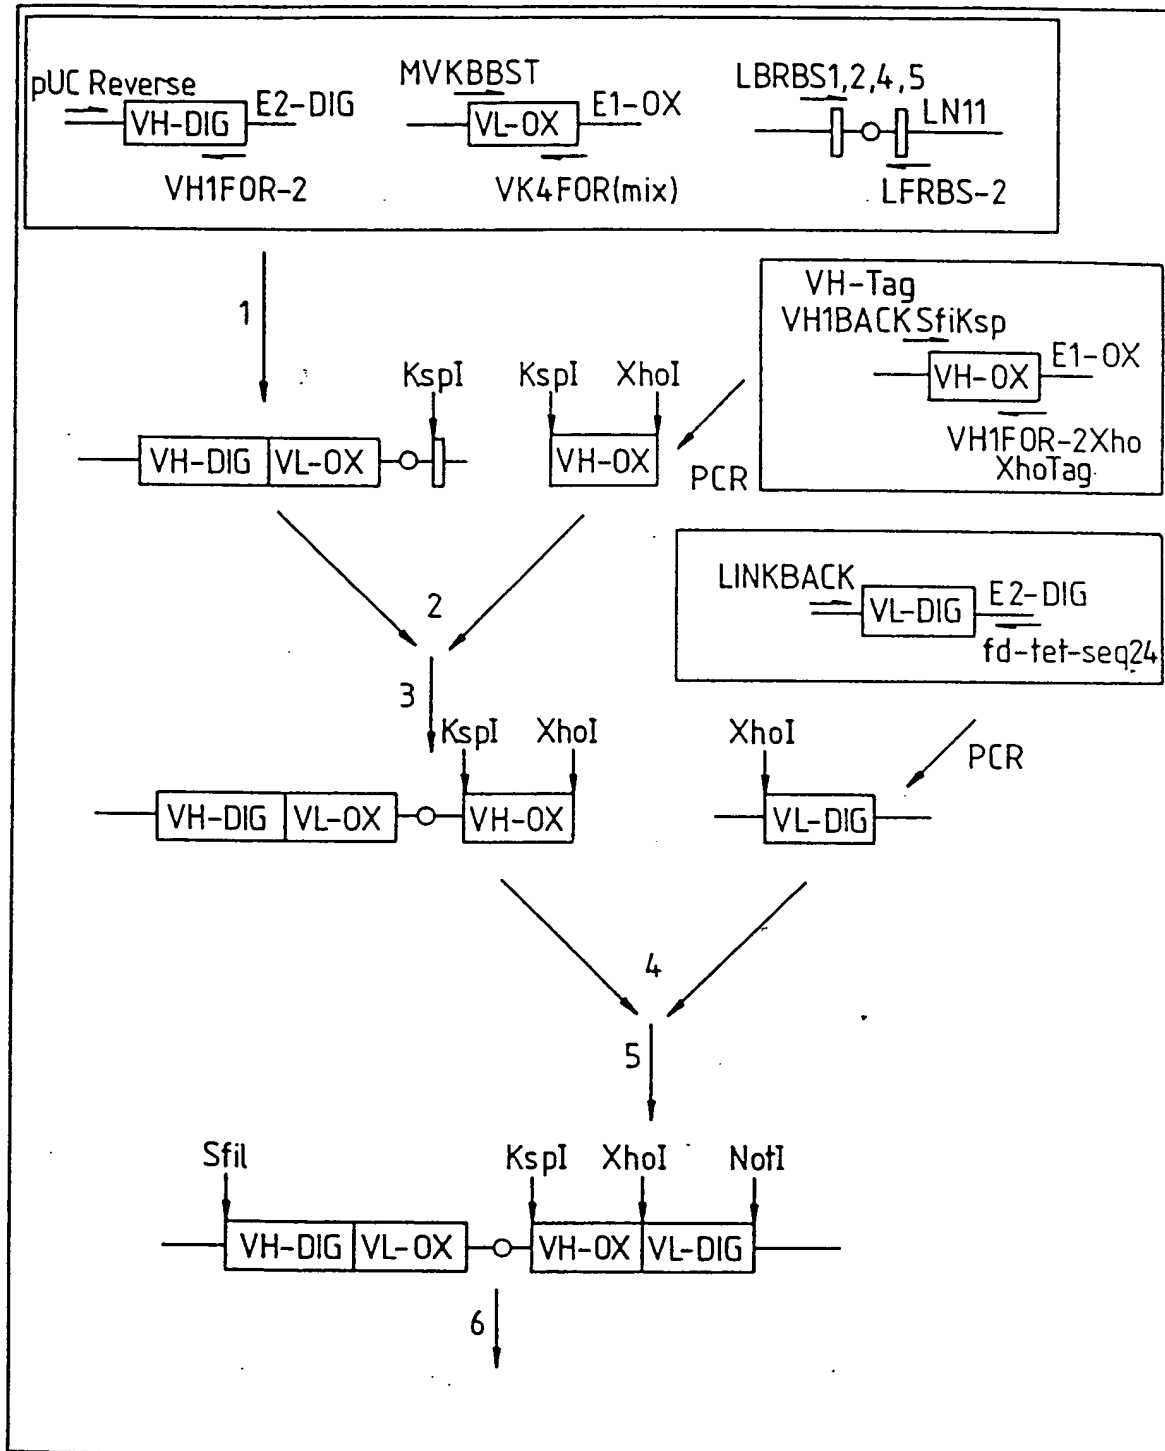 pUC Reverse
VH-DIG
E2-DIG
VH1FOR-2
MVKBBST
VL-OX
E1-OX
VK4FOR(mix)
LBRBS1,2,4,5
LN11
LFRBS-2
1
VH-Tag
VH1BACKSfiKsp
VH-OX
E1-OX
VH1FOR-2Xho
XhoTag
KspI
VH-DIG VL-OX
KspI XhoI
VH-OX
PCR
2
LINKBACK
VL-DIG
E2-DIG
fd-tet-seq24
3
KspI XhoI
VH-DIG VL-OX VH-OX
XhoI
VL-DIG
PCR
4
5
SfiI KspI XhoI NotI
VH-DIG VL-OX VH-OX VL-DIG
6